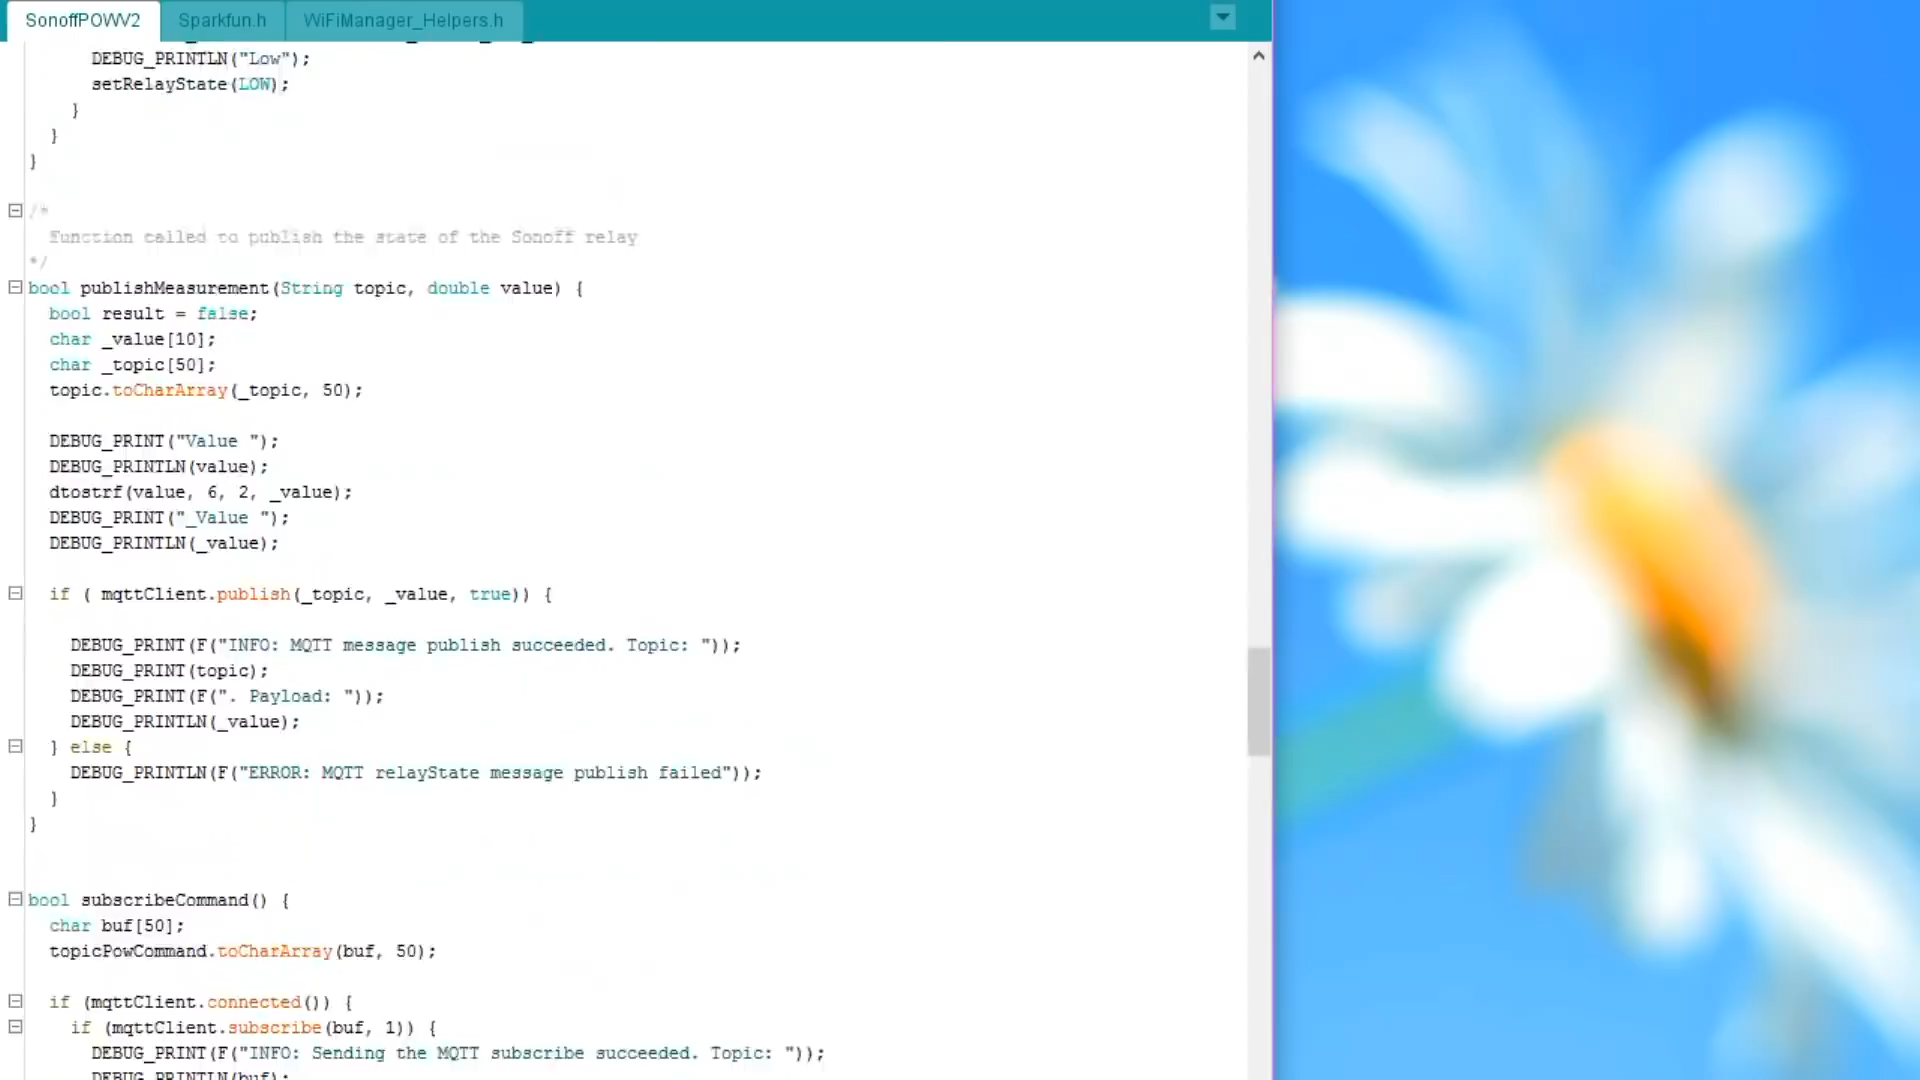 SonoffPOWV2 Sparkfun.h WiFiManager_Helpers.h
DEBUG_PRINTLN("Low");
setRelayState(LOW);
}
}
}
/*
Function called to publish the state of the Sonoff relay
*/
bool publishMeasurement(String topic, double value) {
bool result = false;
char _value[10];
char _topic[50];
topic.toCharArray(_topic, 50);
DEBUG_PRINT("Value ");
DEBUG_PRINTLN(value);
dtostrf(value, 6, 2, _value);
DEBUG_PRINT("_Value ");
DEBUG_PRINTLN(_value);
if ( mqttClient.publish(_topic, _value, true)) {
DEBUG_PRINT(F("INFO: MQTT message publish succeeded. Topic: "));
DEBUG_PRINT(topic);
DEBUG_PRINT(F(". Payload: "));
DEBUG_PRINTLN(_value);
} else {
DEBUG_PRINTLN(F("ERROR: MQTT relayState message publish failed"));
}
}
bool subscribeCommand() {
char buf[50];
topicPowCommand.toCharArray(buf, 50);
if (mqttClient.connected()) {
if (mqttClient.subscribe(buf, 1)) {
DEBUG_PRINT(F("INFO: Sending the MQTT subscribe succeeded. Topic: "));
DEBUG_PRINTLN(buf);